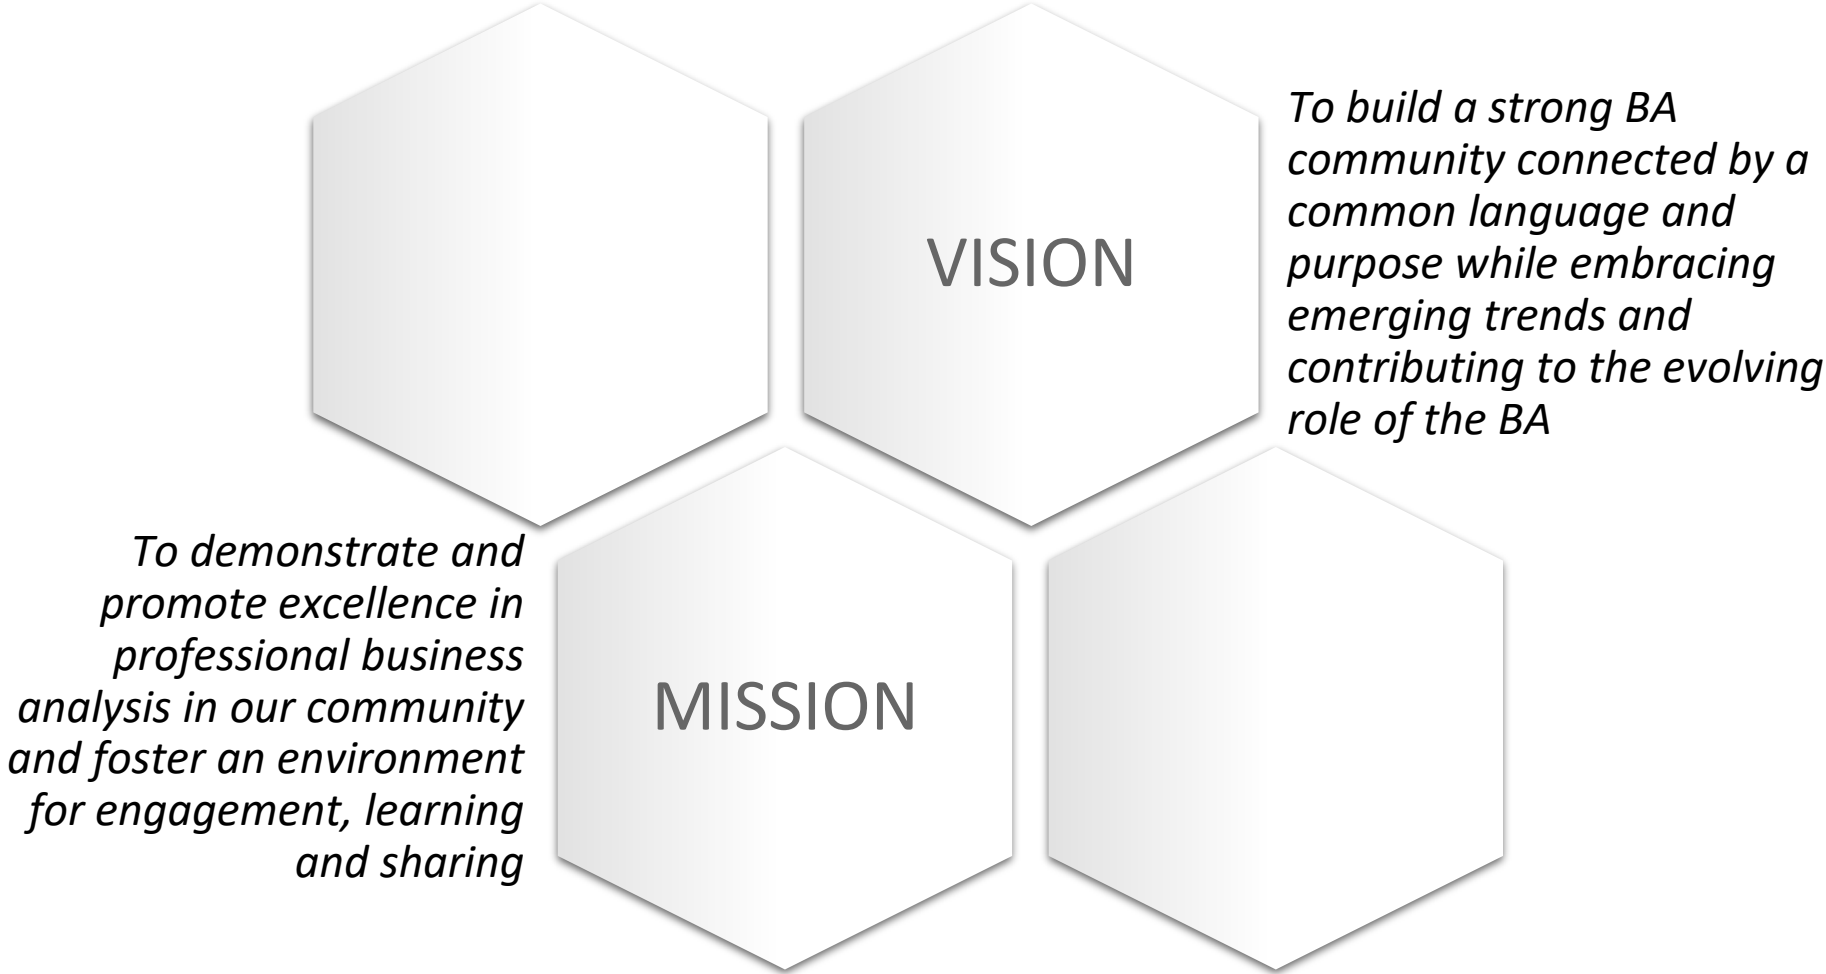 VISION
To build a strong BA
community connected by a
common language and
purpose while embracing
emerging trends and
contributing to the evolving
role of the BA
To demonstrate and
promote excellence in
professional business
analysis in our community
and foster an environment
for engagement, learning
and sharing
MISSION